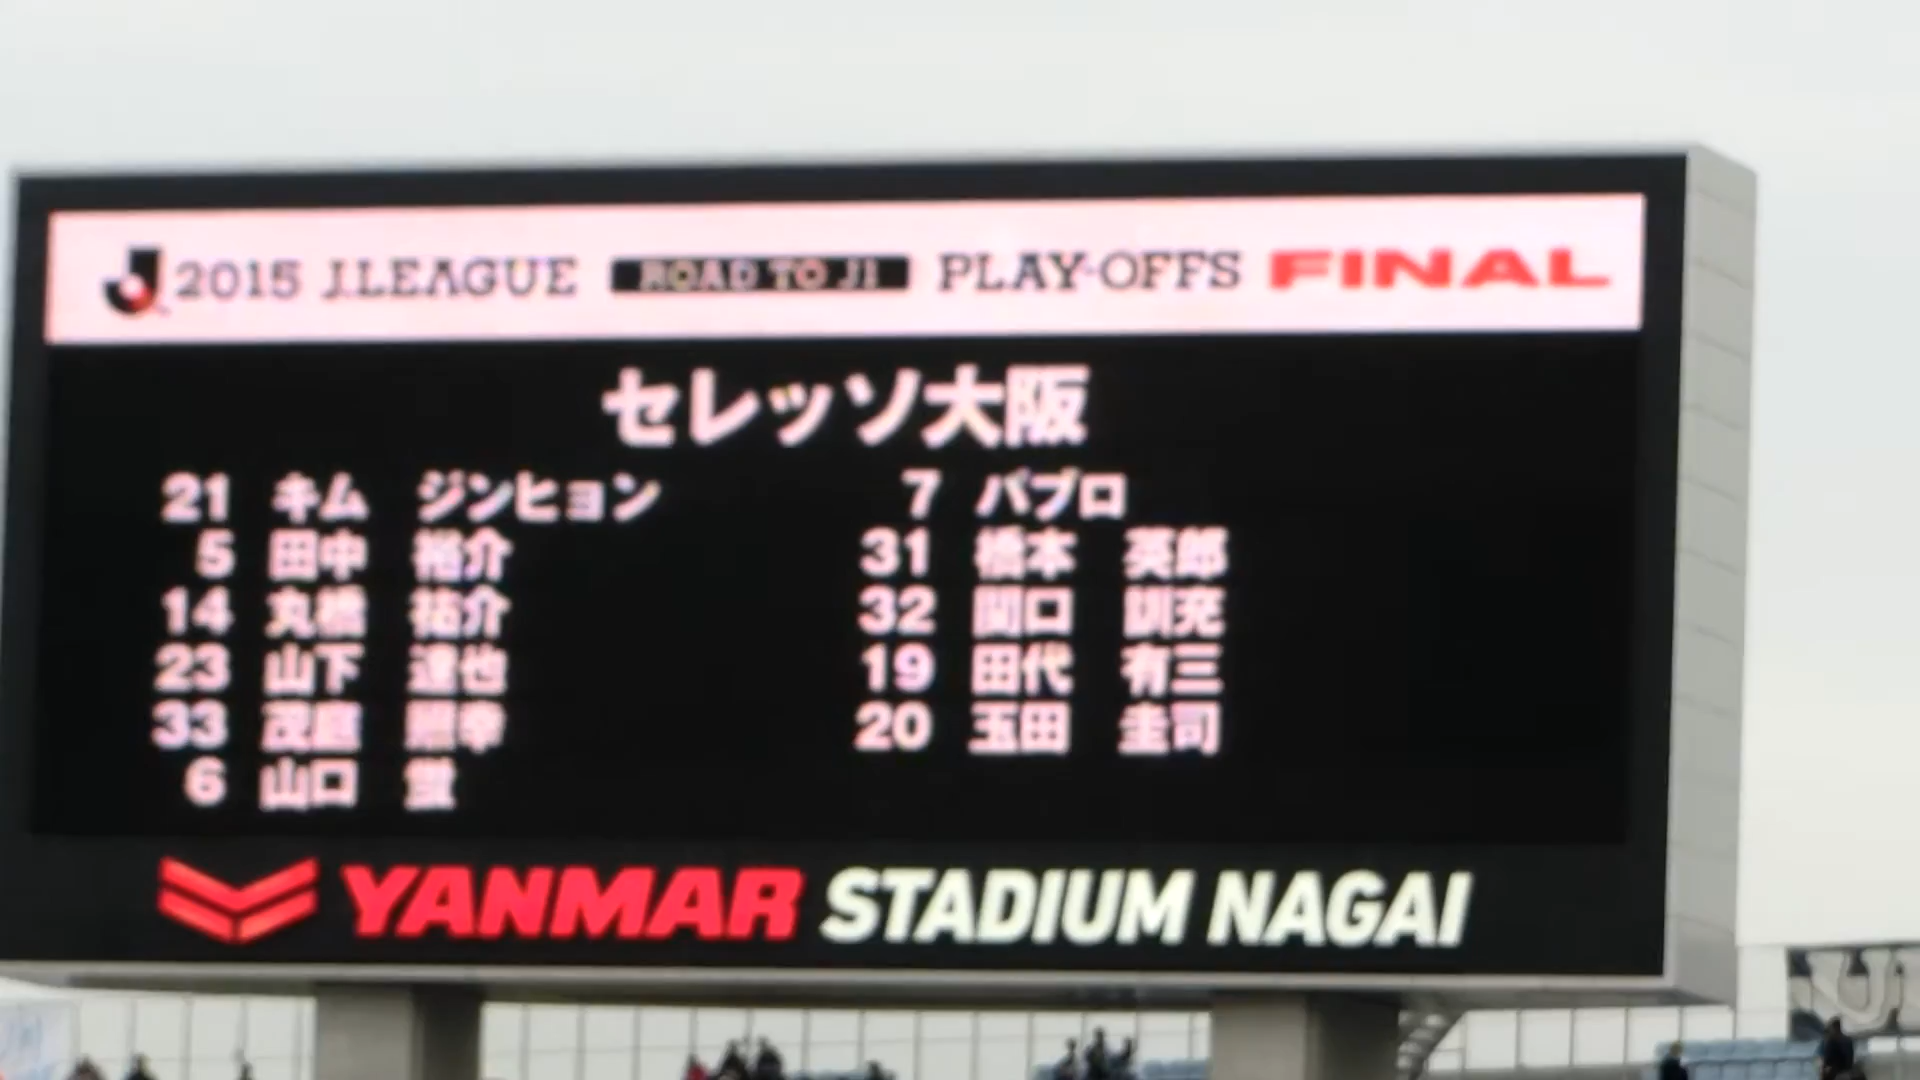 2015 J.LEAGUE ROAD TO J1 PLAY-OFFS FINAL
セレッソ大阪
21 キム ジンヒョン
5 田中 裕介
14 丸橋 祐介
23 山下 達也
33 茂庭 照幸
6 山口 蛍
7 パブロ
31 橋本 英郎
32 関口 訓充
19 田代 有三
20 玉田 圭司
YANMAR STADIUM NAGAI